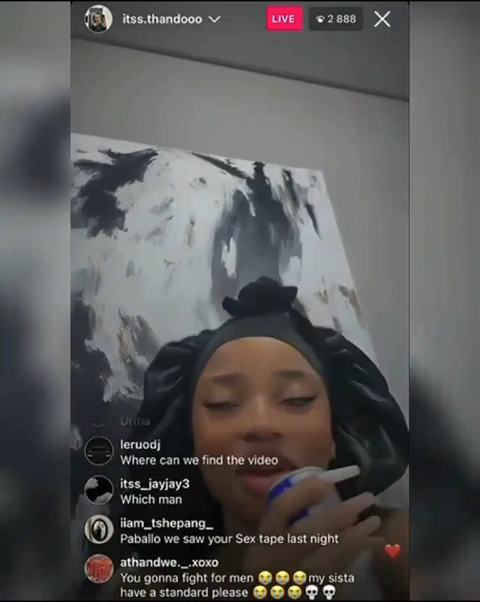 itss.thandooo
LIVE
2 888
Drma
leruodj
Where can we find the video
itss_jayjay3
Which man
iiam_tshepang_
Paballo we saw your Sex tape last night
athandwe._.xoxo
You gonna fight for men 😭😭😭my sista
have a standard please 😭😭😭💀💀